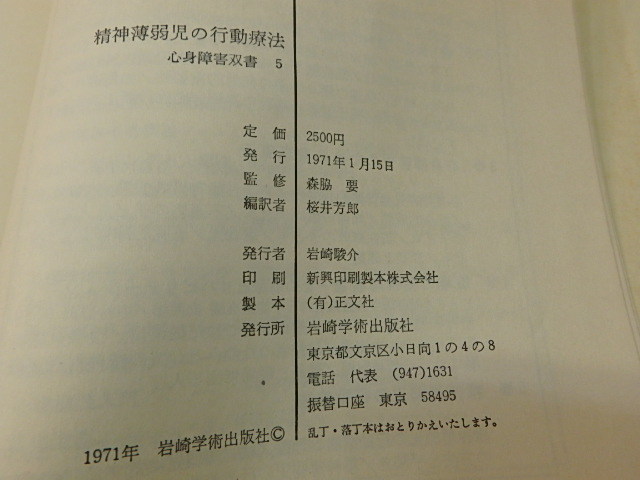 精神薄弱児の行動療法
心身障害双書 5
定価 2500円
発行 1971年1月15日
監修 森脇 要
編訳者 桜井芳郎
発行者 岩崎駿介
印刷 新興印刷製本株式会社
製本 (有)正文社
発行所 岩崎学術出版社
東京都文京区小日向1の4の8
電話 代表 (947)1631
振替口座 東京 58495
1971年 岩崎学術出版社©
乱丁・落丁本はおとりかえいたします。